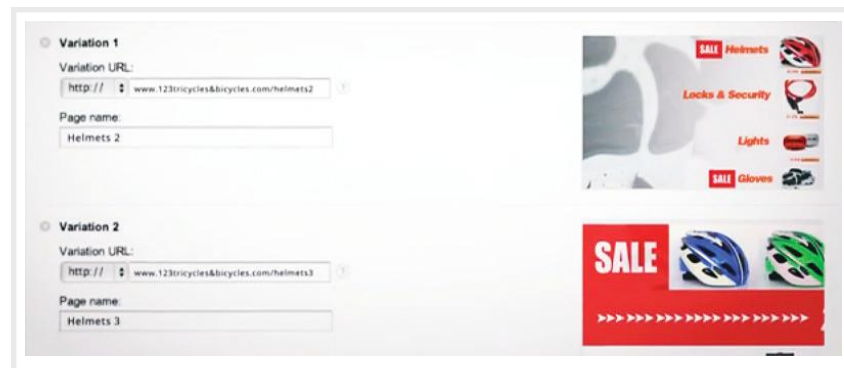 Variation 1
Variation URL:
http:// www.123tricycles&bicycles.com/helmets2 ?
Page name:
Helmets 2
SALE Helmets
Locks & Security
Lights
SALE Gloves
Variation 2
Variation URL:
http:// www.123tricycles&bicycles.com/helmets3 ?
Page name:
Helmets 3
SALE